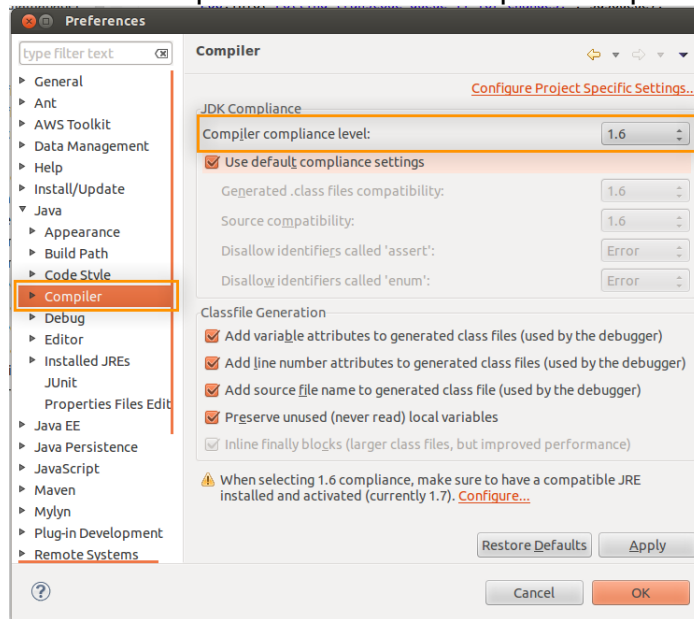 Preferences
type filter text
General
Ant
AWS Toolkit
Data Management
Help
Install/Update
Java
Appearance
Build Path
Code Style
Compiler
Debug
Editor
Installed JREs
JUnit
Properties Files Edit
Java EE
Java Persistence
JavaScript
Maven
Mylyn
Plug-in Development
Remote Systems
Compiler
Configure Project Specific Settings...
JDK Compliance
Compiler compliance level: 1.6
Use default compliance settings
Generated .class files compatibility: 1.6
Source compatibility: 1.6
Disallow identifiers called 'assert': Error
Disallow identifiers called 'enum': Error
Classfile Generation
Add variable attributes to generated class files (used by the debugger)
Add line number attributes to generated class files (used by the debugger)
Add source file name to generated class file (used by the debugger)
Preserve unused (never read) local variables
Inline finally blocks (larger class files, but improved performance)
When selecting 1.6 compliance, make sure to have a compatible JRE
installed and activated (currently 1.7). Configure...
Restore Defaults Apply
Cancel OK